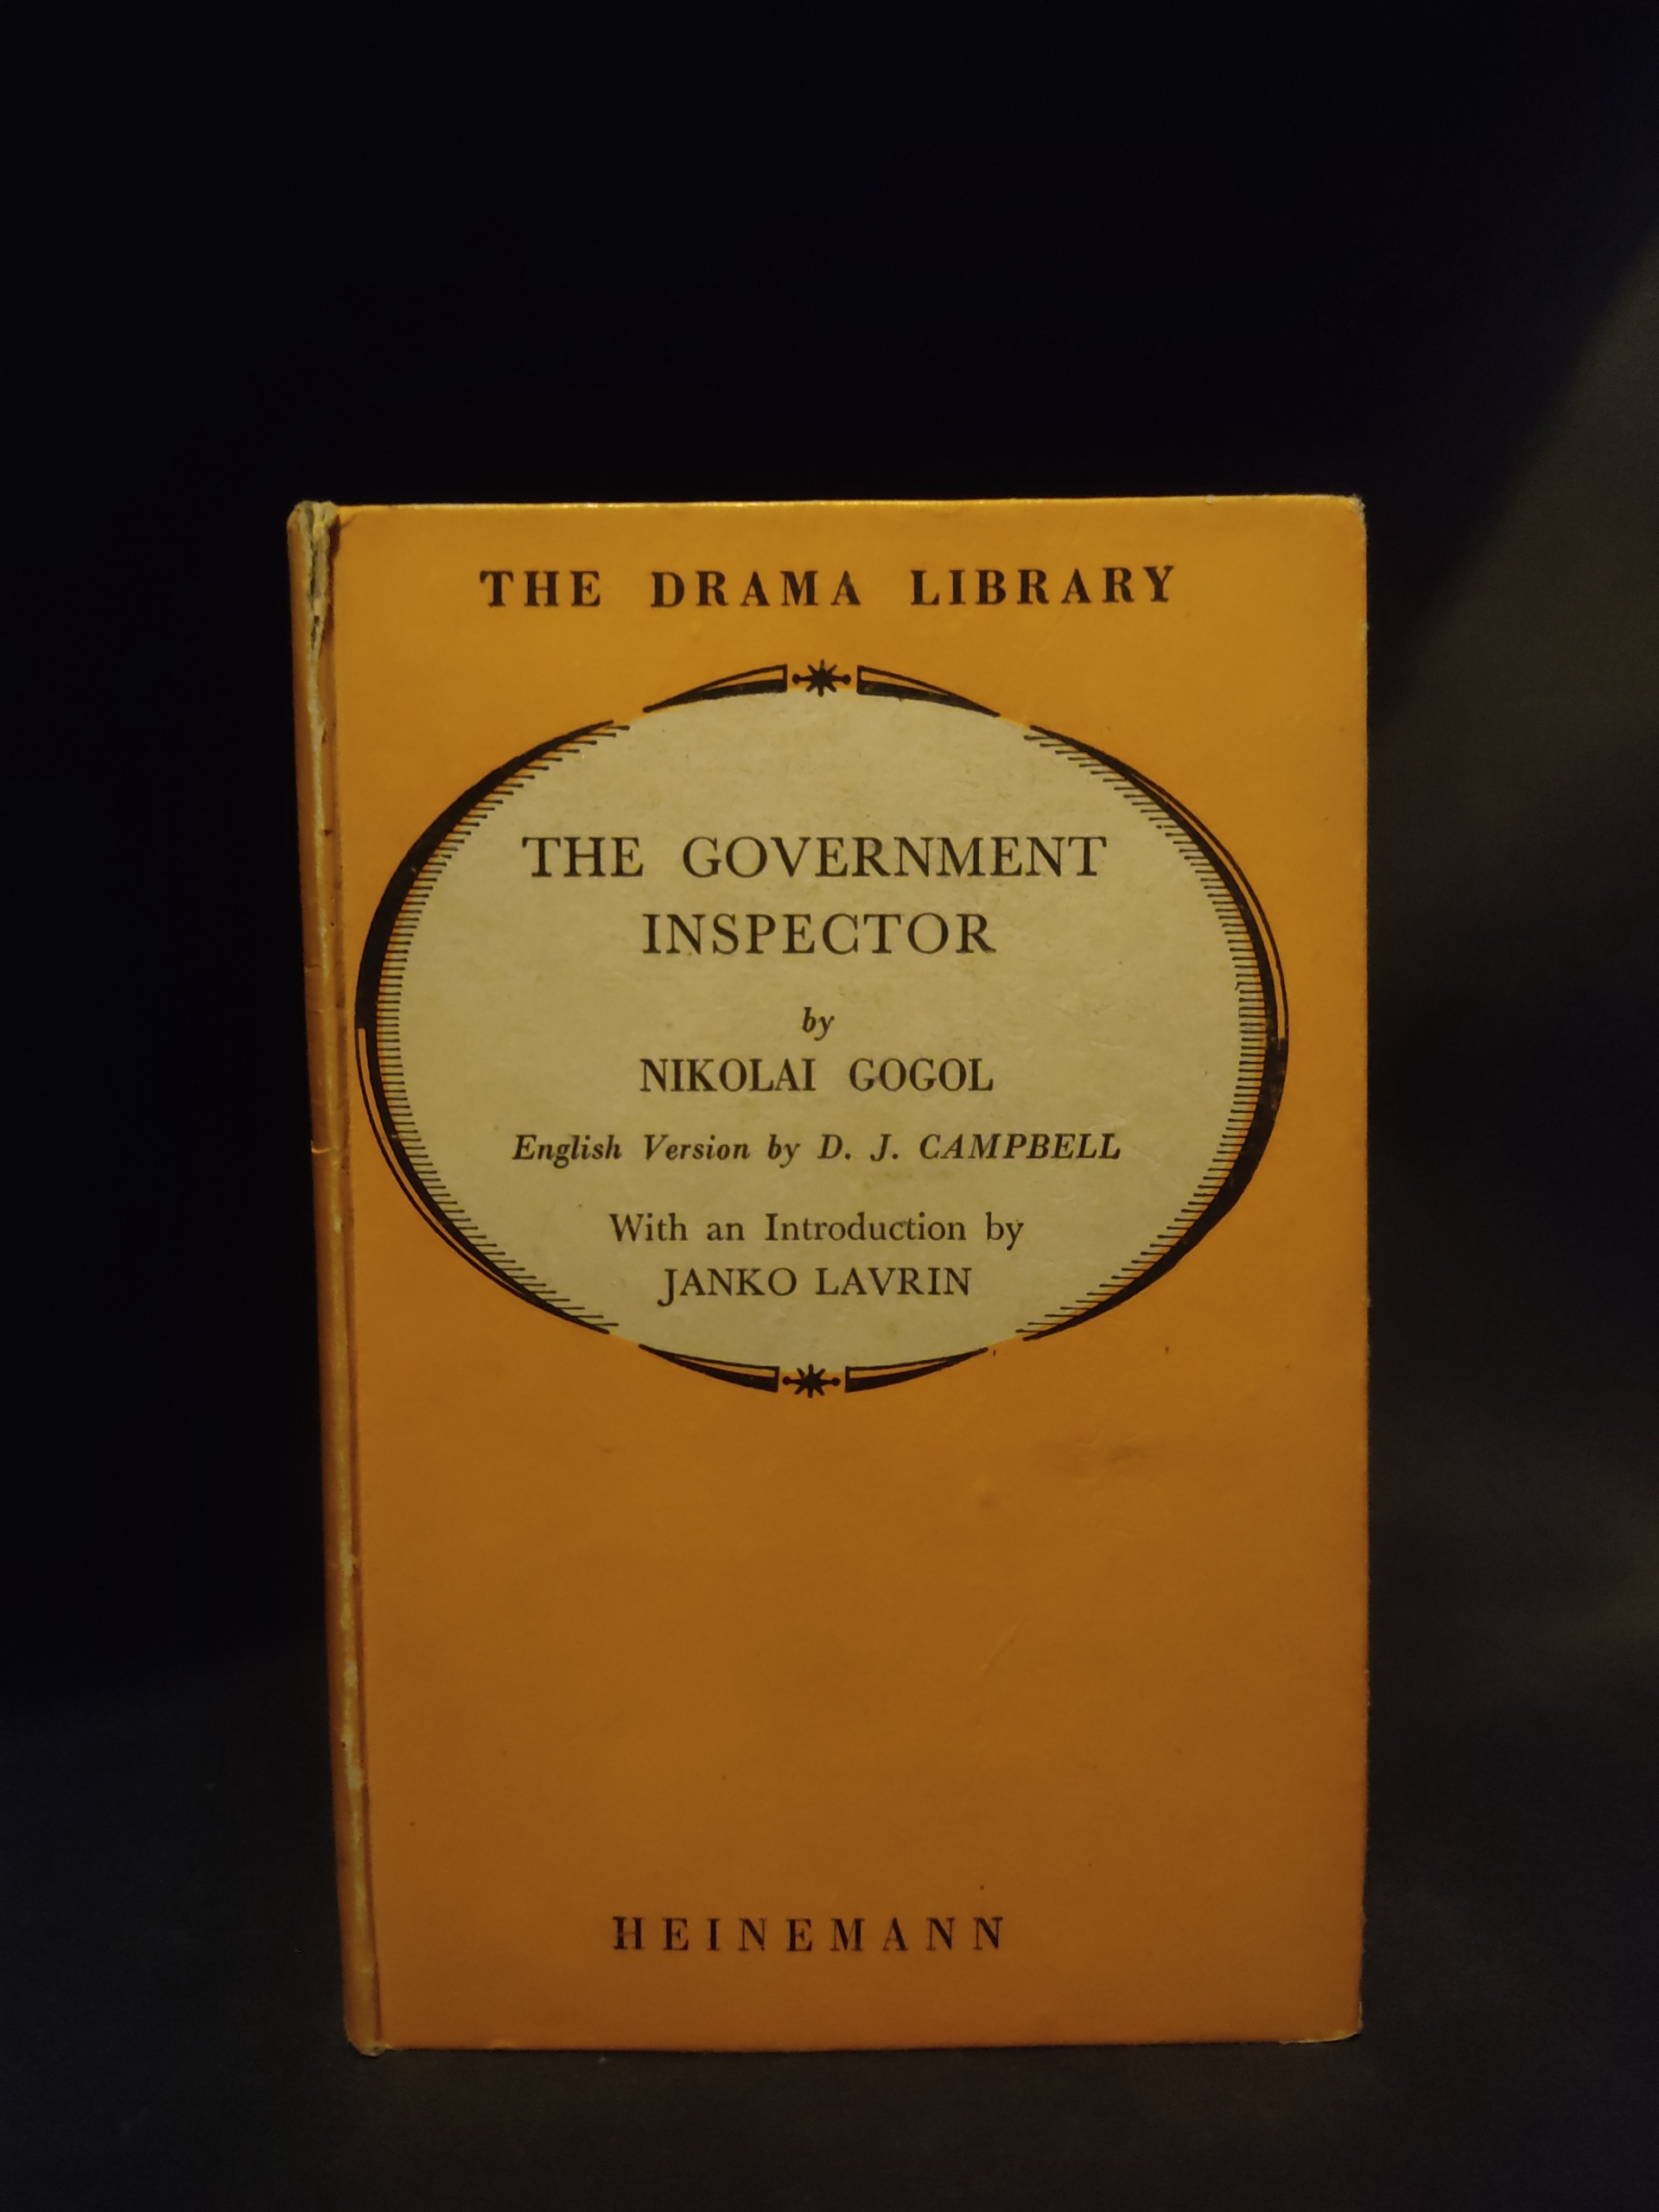 THE DRAMA LIBRARY
THE GOVERNMENT
INSPECTOR
by
NIKOLAI GOGOL
English Version by D. J. CAMPBELL
With an Introduction by
JANKO LAVRIN
HEINEMANN